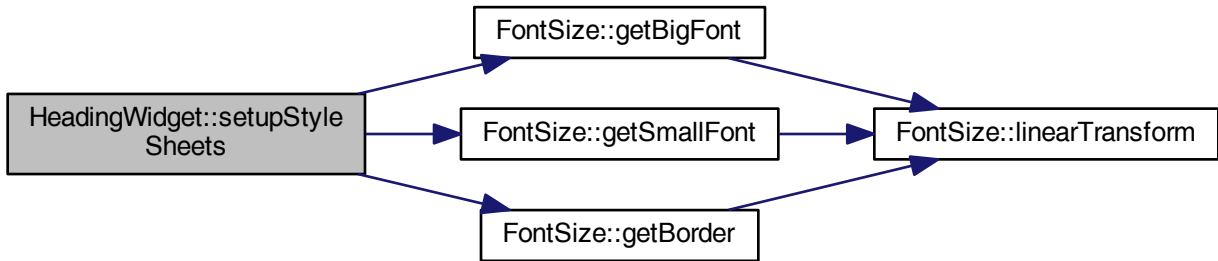 FontSize::getBigFont
HeadingWidget::setupStyle
Sheets
FontSize::getSmallFont
FontSize::linearTransform
FontSize::getBorder